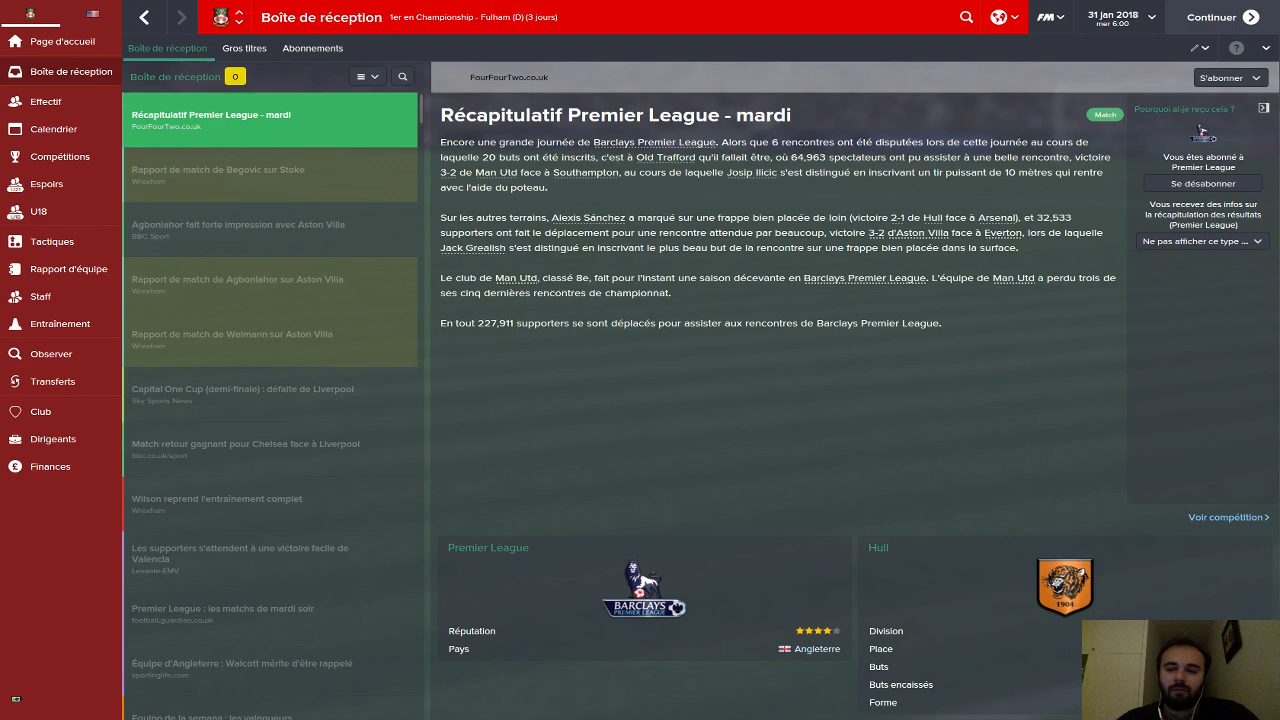 Boîte de réception
1er en Championship - Fulham (D) (3 jours)
FM
31 jan 2018
mer 6:00
Continuer
Boîte de réception
Gros titres
Abonnements
?
Page d'accueil
Boîte de réception
Effectif
Calendrier
Compétitions
Espoirs
U18
Tactiques
Rapport d'équipe
Staff
Entraînement
Observer
Transferts
Club
Dirigeants
Finances
Boîte de réception
0
Récapitulatif Premier League - mardi
FourFourTwo.co.uk
Rapport de match de Begovic sur Stoke
Wrexham
Agbonlahor fait forte impression avec Aston Villa
BBC Sport
Rapport de match de Agbonlahor sur Aston Villa
Wrexham
Rapport de match de Weimann sur Aston Villa
Wrexham
Capital One Cup (demi-finale) : défaite de Liverpool
Sky Sports News
Match retour gagnant pour Chelsea face à Liverpool
bbc.co.uk/sport
Wilson reprend l'entraînement complet
Wrexham
Les supporters s'attendent à une victoire facile de
Valencia
Levante-EMV
Premier League : les matchs de mardi soir
football.guardian.co.uk
Équipe d'Angleterre : Walcott mérite d'être rappelé
sportinglife.com
Equipe de la semaine : les vainqueurs
FourFourTwo.co.uk
S'abonner
Récapitulatif Premier League - mardi
Match
Encore une grande journée de Barclays Premier League. Alors que 6 rencontres ont été disputées lors de cette journée au cours de
laquelle 20 buts ont été inscrits, c'est à Old Trafford qu'il fallait être, où 64,963 spectateurs ont pu assister à une belle rencontre, victoire
3-2 de Man Utd face à Southampton, au cours de laquelle Josip Ilicic s'est distingué en inscrivant un tir puissant de 10 mètres qui rentre
avec l'aide du poteau.
Sur les autres terrains, Alexis Sánchez a marqué sur une frappe bien placée de loin (victoire 2-1 de Hull face à Arsenal), et 32,533
supporters ont fait le déplacement pour une rencontre attendue par beaucoup, victoire 3-2 d'Aston Villa face à Everton, lors de laquelle
Jack Grealish s'est distingué en inscrivant le plus beau but de la rencontre sur une frappe bien placée dans la surface.
Le club de Man Utd, classé 8e, fait pour l'instant une saison décevante en Barclays Premier League. L'équipe de Man Utd a perdu trois de
ses cinq dernières rencontres de championnat.
En tout 227,911 supporters se sont déplacés pour assister aux rencontres de Barclays Premier League.
Pourquoi ai-je reçu cela ?
Vous êtes abonné à
Premier League
Se désabonner
Vous recevez des infos sur
la récapitulation des résultats
(Premier League)
Ne pas afficher ce type ...
Voir compétition >
Premier League
BARCLAYS
PREMIER LEAGUE
Réputation
Pays
Angleterre
Hull
1904
Division
Place
Buts
Buts encaissés
Forme